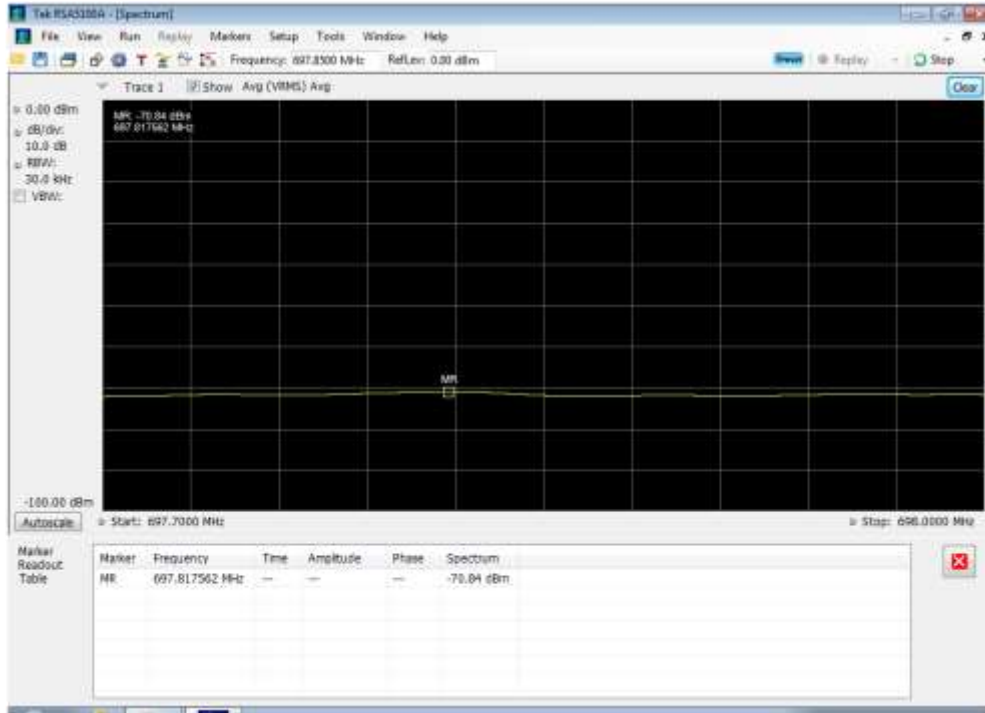 Tek RSA5100A - [Spectrum]
File View Run Replay Markers Setup Tools Window Help
Frequency: 697.8500 MHz RefLev: 0.00 dBm Preset Replay Stop
Trace 1 Show Avg (VRMS) Avg Clear
0.00 dBm
dB/div:
10.0 dB
RBW:
30.0 kHz
VBW:
MR: -70.84 dBm
697.817562 MHz
MR
-100.00 dBm
Autoscale Start: 697.7000 MHz Stop: 698.0000 MHz
Marker
Readout
Table
Marker Frequency Time Amplitude Phase Spectrum
MR 697.817562 MHz --- --- --- -70.84 dBm